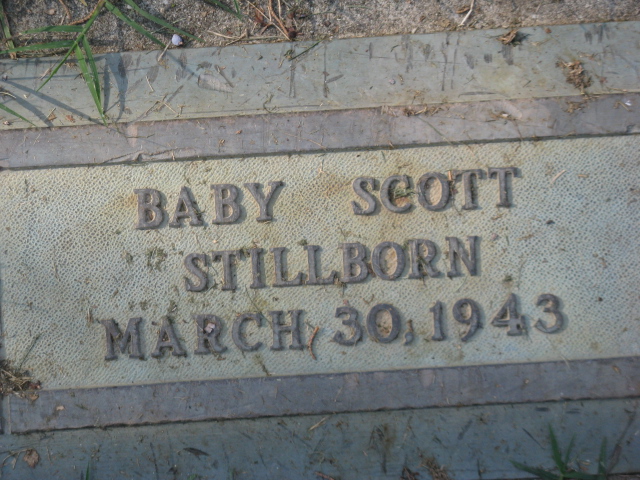 BABY SCOTT
STILLBORN
MARCH 30, 1943